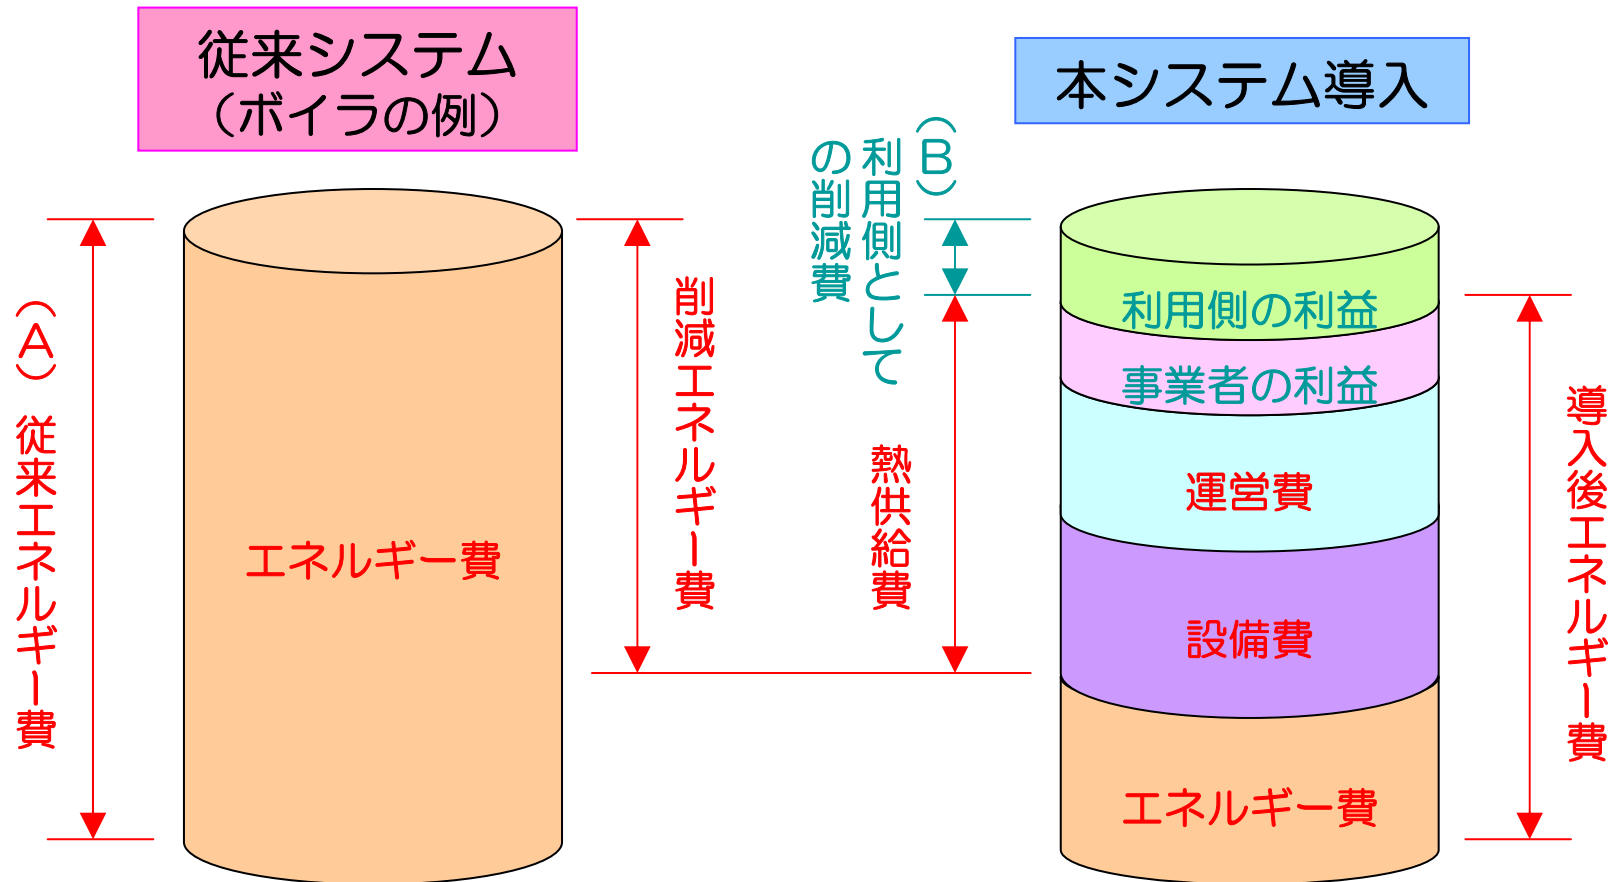 従来システム
（ボイラの例）
本システム導入
（A）従来エネルギー費
エネルギー費
削減エネルギー費
（B）
利用側として
の削減費
熱供給費
利用側の利益
事業者の利益
運営費
設備費
エネルギー費
導入後エネルギー費